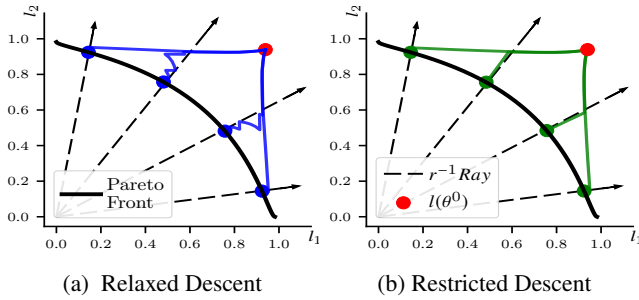 l₂
1.0
0.8
0.6
0.4
0.2
0.0
Pareto
Front
0.0 0.2 0.4 0.6 0.8 1.0
l₁
(a) Relaxed Descent
l₂
1.0
0.8
0.6
0.4
0.2
0.0
r⁻¹Ray
l(θ⁰)
0.0 0.2 0.4 0.6 0.8 1.0
l₁
(b) Restricted Descent